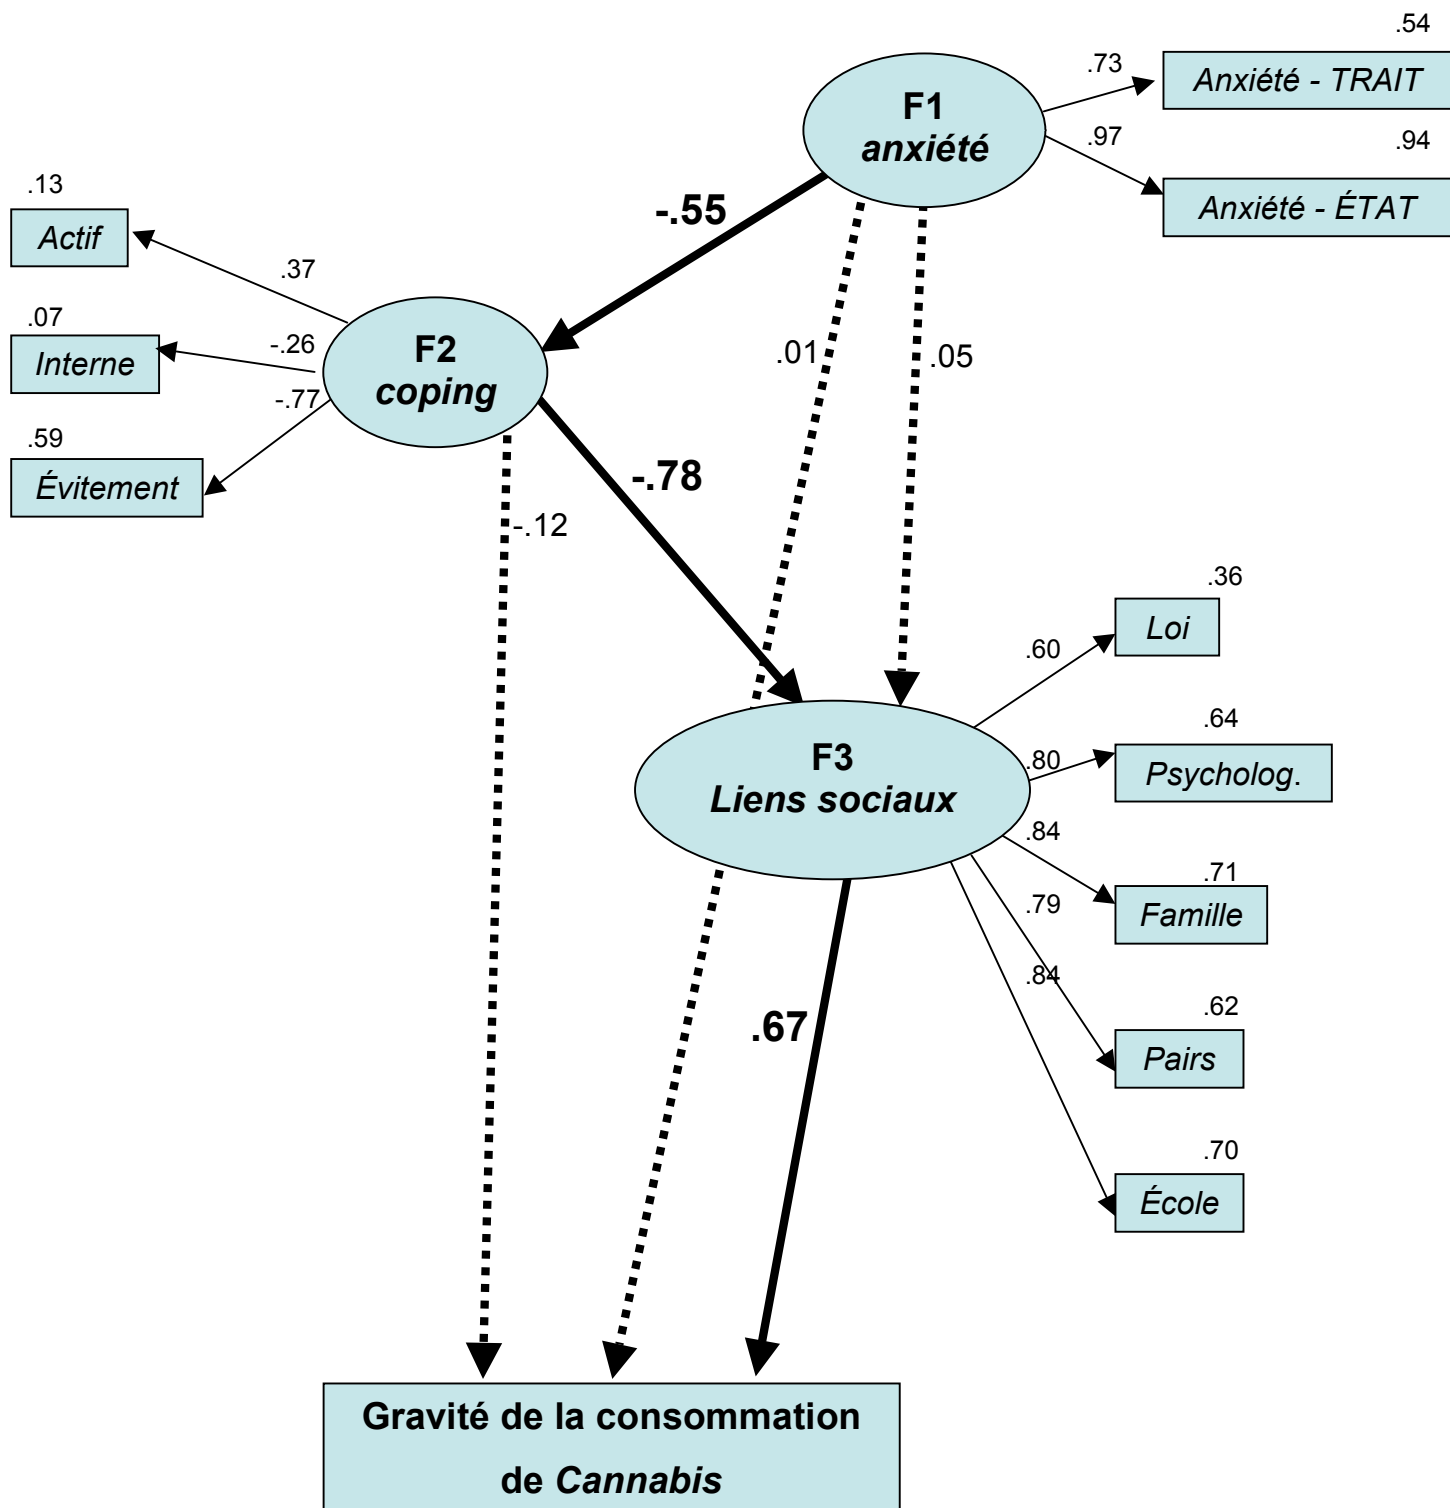 .54
F1
anxiété
.73
Anxiété - TRAIT
.97
.94
Anxiété - ÉTAT
-.55
.13
Actif
.37
.07
Interne
-.26
F2
coping
-.77
.59
Évitement
.01
.05
-.78
-.12
.36
Loi
.60
F3
Liens sociaux
.64
.80
Psycholog.
.84
.71
Famille
.79
.84
.62
Pairs
.67
.70
École
Gravité de la consommation
de Cannabis